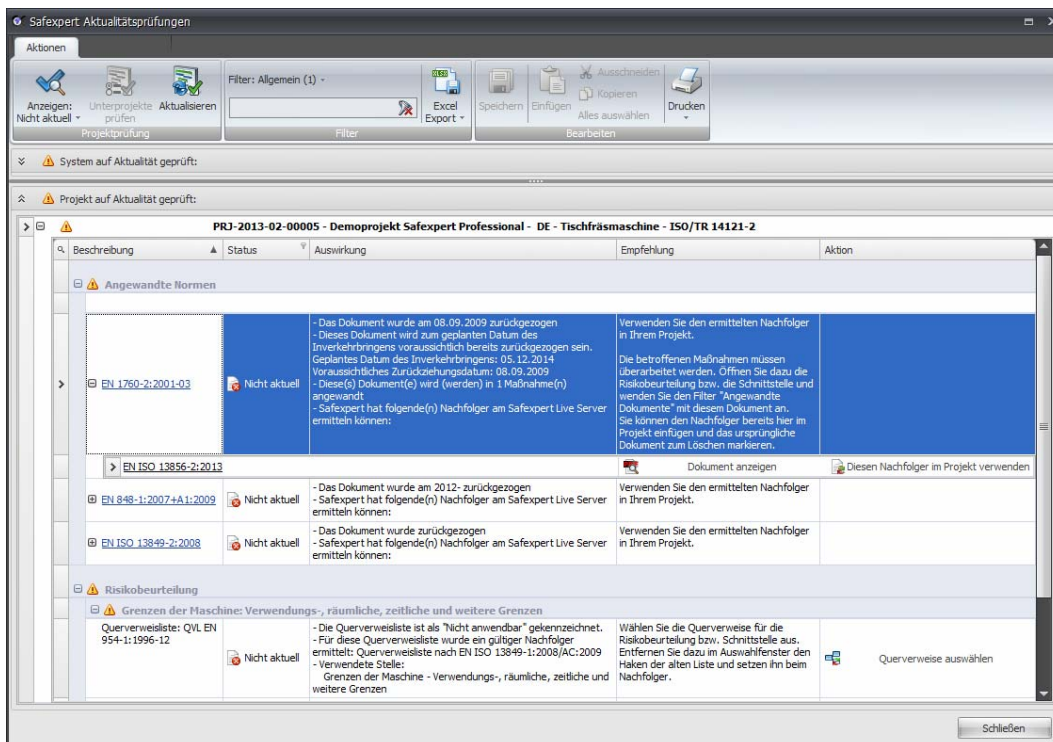 Safexpert Aktualitätsprüfungen
Aktionen
Anzeigen:
Nicht aktuell
Unterprojekte
prüfen
Aktualisieren
Projektprüfung
Filter: Allgemein (1)
Excel
Export
Filter
Speichern
Einfügen
Ausschneiden
Kopieren
Alles auswählen
Drucken
Bearbeiten
System auf Aktualität geprüft:
Projekt auf Aktualität geprüft:
PRJ-2013-02-00005 - Demoprojekt Safexpert Professional - DE - Tischfräsmaschine - ISO/TR 14121-2
Beschreibung Status Auswirkung Empfehlung Aktion
Angewandte Normen
EN 1760-2:2001-03
Nicht aktuell
- Das Dokument wurde am 08.09.2009 zurückgezogen
- Dieses Dokument wird zum geplanten Datum des
Inverkehrbringens voraussichtlich bereits zurückgezogen sein.
Geplantes Datum des Inverkehrbringens: 05.12.2014
Voraussichtliches Zurückziehungsdatum: 08.09.2009
- Diese(s) Dokument(e) wird (werden) in 1 Maßnahme(n)
angewandt
- Safexpert hat folgende(n) Nachfolger am Safexpert Live Server
ermitteln können:
Verwenden Sie den ermittelten Nachfolger
in Ihrem Projekt.
Die betroffenen Maßnahmen müssen
überarbeitet werden. Öffnen Sie dazu die
Risikobeurteilung bzw. die Schnittstelle und
wenden Sie den Filter "Angewandte
Dokumente" mit diesem Dokument an.
Sie können den Nachfolger bereits hier im
Projekt einfügen und das ursprüngliche
Dokument zum Löschen markieren.
EN ISO 13856-2:2013
Dokument anzeigen
Diesen Nachfolger im Projekt verwenden
EN 848-1:2007+A1:2009
Nicht aktuell
- Das Dokument wurde am 2012- zurückgezogen
- Safexpert hat folgende(n) Nachfolger am Safexpert Live Server
ermitteln können:
Verwenden Sie den ermittelten Nachfolger
in Ihrem Projekt.
EN ISO 13849-2:2008
Nicht aktuell
- Das Dokument wurde zurückgezogen
- Safexpert hat folgende(n) Nachfolger am Safexpert Live Server
ermitteln können:
Verwenden Sie den ermittelten Nachfolger
in Ihrem Projekt.
Risikobeurteilung
Grenzen der Maschine: Verwendungs-, räumliche, zeitliche und weitere Grenzen
Querverweisliste: QVL EN
954-1:1996-12
Nicht aktuell
- Die Querverweisliste ist als "Nicht anwendbar" gekennzeichnet.
- Für diese Querverweisliste wurde ein gültiger Nachfolger
ermittelt: Querverweisliste nach EN ISO 13849-1:2008/AC:2009
- Verwendete Stelle:
Grenzen der Maschine - Verwendungs-, räumliche, zeitliche und
weitere Grenzen
Wählen Sie die Querverweise für die
Risikobeurteilung bzw. Schnittstelle aus.
Entfernen Sie dazu im Auswahlfenster den
Haken der alten Liste und setzen ihn beim
Nachfolger.
Querverweise auswählen
Schließen